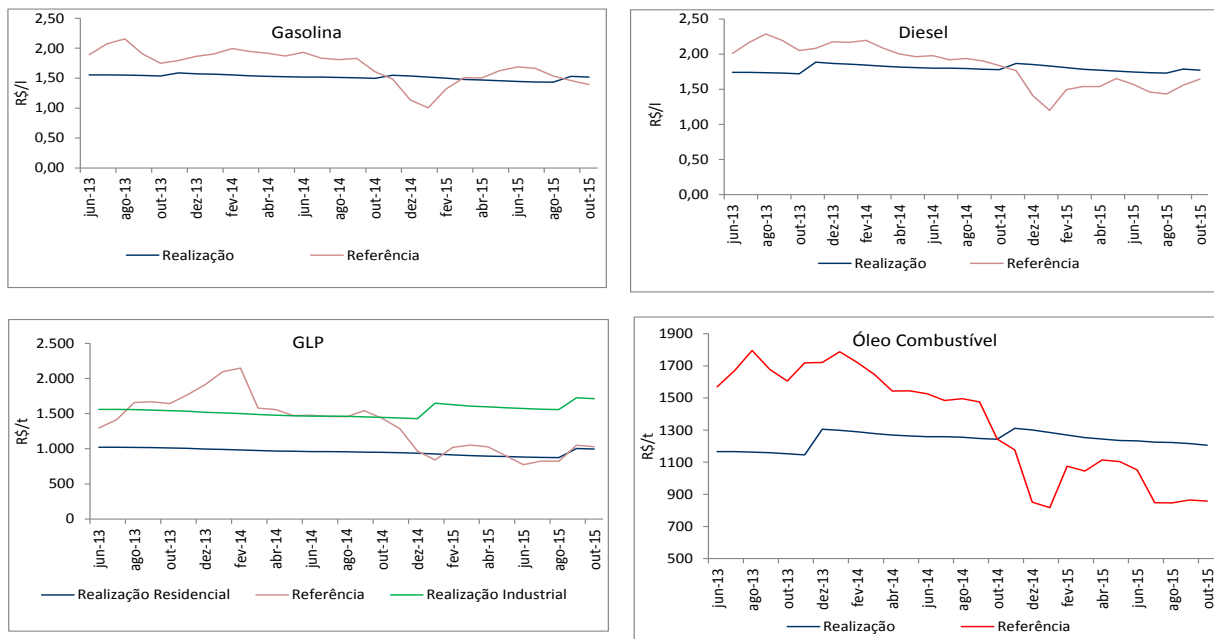 Gasolina
R$/l
2,50
2,00
1,50
1,00
0,50
0,00
jun-13 ago-13 out-13 dez-13 fev-14 abr-14 jun-14 ago-14 out-14 dez-14 fev-15 abr-15 jun-15 ago-15 out-15
Realização Referência
Diesel
R$/l
2,50
2,00
1,50
1,00
0,50
0,00
jun-13 ago-13 out-13 dez-13 fev-14 abr-14 jun-14 ago-14 out-14 dez-14 fev-15 abr-15 jun-15 ago-15 out-15
Realização Referência
GLP
R$/t
2.500
2.000
1.500
1.000
500
0
jun-13 ago-13 out-13 dez-13 fev-14 abr-14 jun-14 ago-14 out-14 dez-14 fev-15 abr-15 jun-15 ago-15 out-15
Realização Residencial Referência Realização Industrial
Óleo Combustível
R$/t
1900
1700
1500
1300
1100
900
700
500
jun-13 ago-13 out-13 dez-13 fev-14 abr-14 jun-14 ago-14 out-14 dez-14 fev-15 abr-15 jun-15 ago-15 out-15
Realização Referência